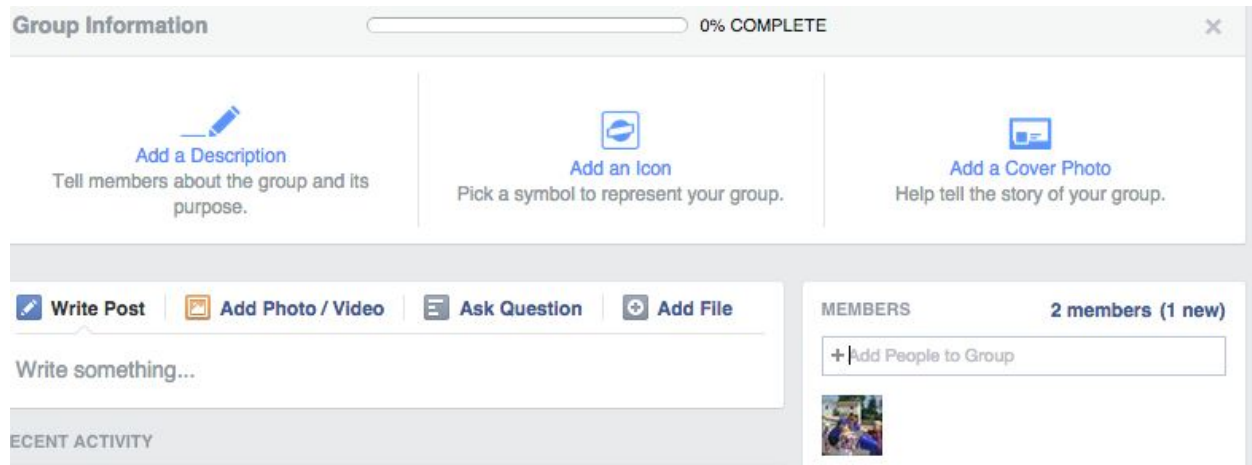 Group Information 0% COMPLETE
Add a Description
Tell members about the group and its
purpose.
Add an Icon
Pick a symbol to represent your group.
Add a Cover Photo
Help tell the story of your group.
Write Post Add Photo / Video Ask Question Add File
Write something...
ECENT ACTIVITY
MEMBERS 2 members (1 new)
+ Add People to Group